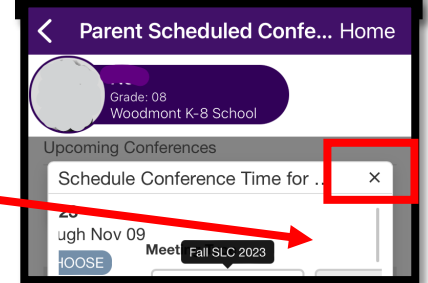 Parent Scheduled Confe... Home
Grade: 08
Woodmont K-8 School
Upcoming Conferences
Schedule Conference Time for ... ×
ugh Nov 09
HOOSE
Fall SLC 2023